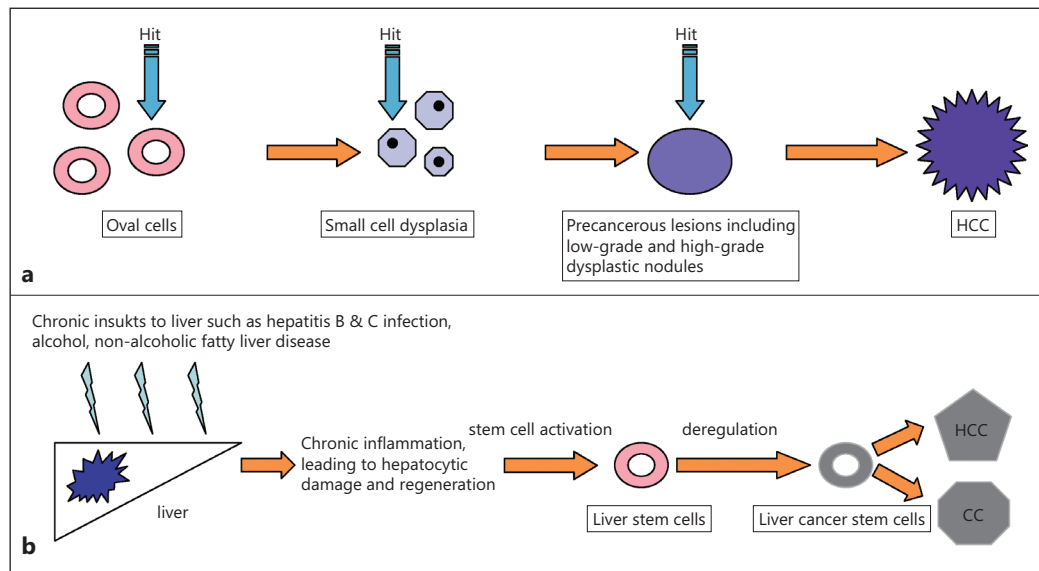 Hit
Hit
Hit
Oval cells
Small cell dysplasia
Precancerous lesions including
low-grade and high-grade
dysplastic nodules
HCC
a
Chronic insukts to liver such as hepatitis B & C infection,
alcohol, non-alcoholic fatty liver disease
liver
Chronic inflammation,
leading to hepatocytic
damage and regeneration
stem cell activation
Liver stem cells
deregulation
Liver cancer stem cells
HCC
CC
b